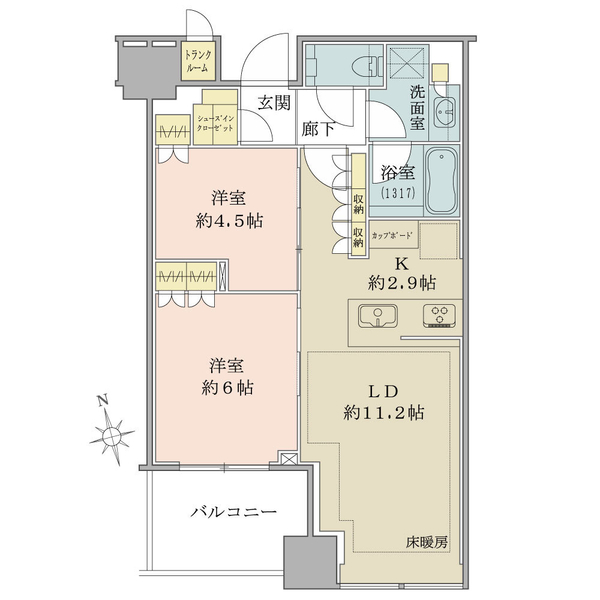 トランク
ルーム
玄関
シューズイン
クローゼット
廊下
洗面室
浴室
(1317)
洋室
約4.5帖
収納
収納
カップボード
K
約2.9帖
洋室
約6帖
LD
約11.2帖
N
バルコニー
床暖房